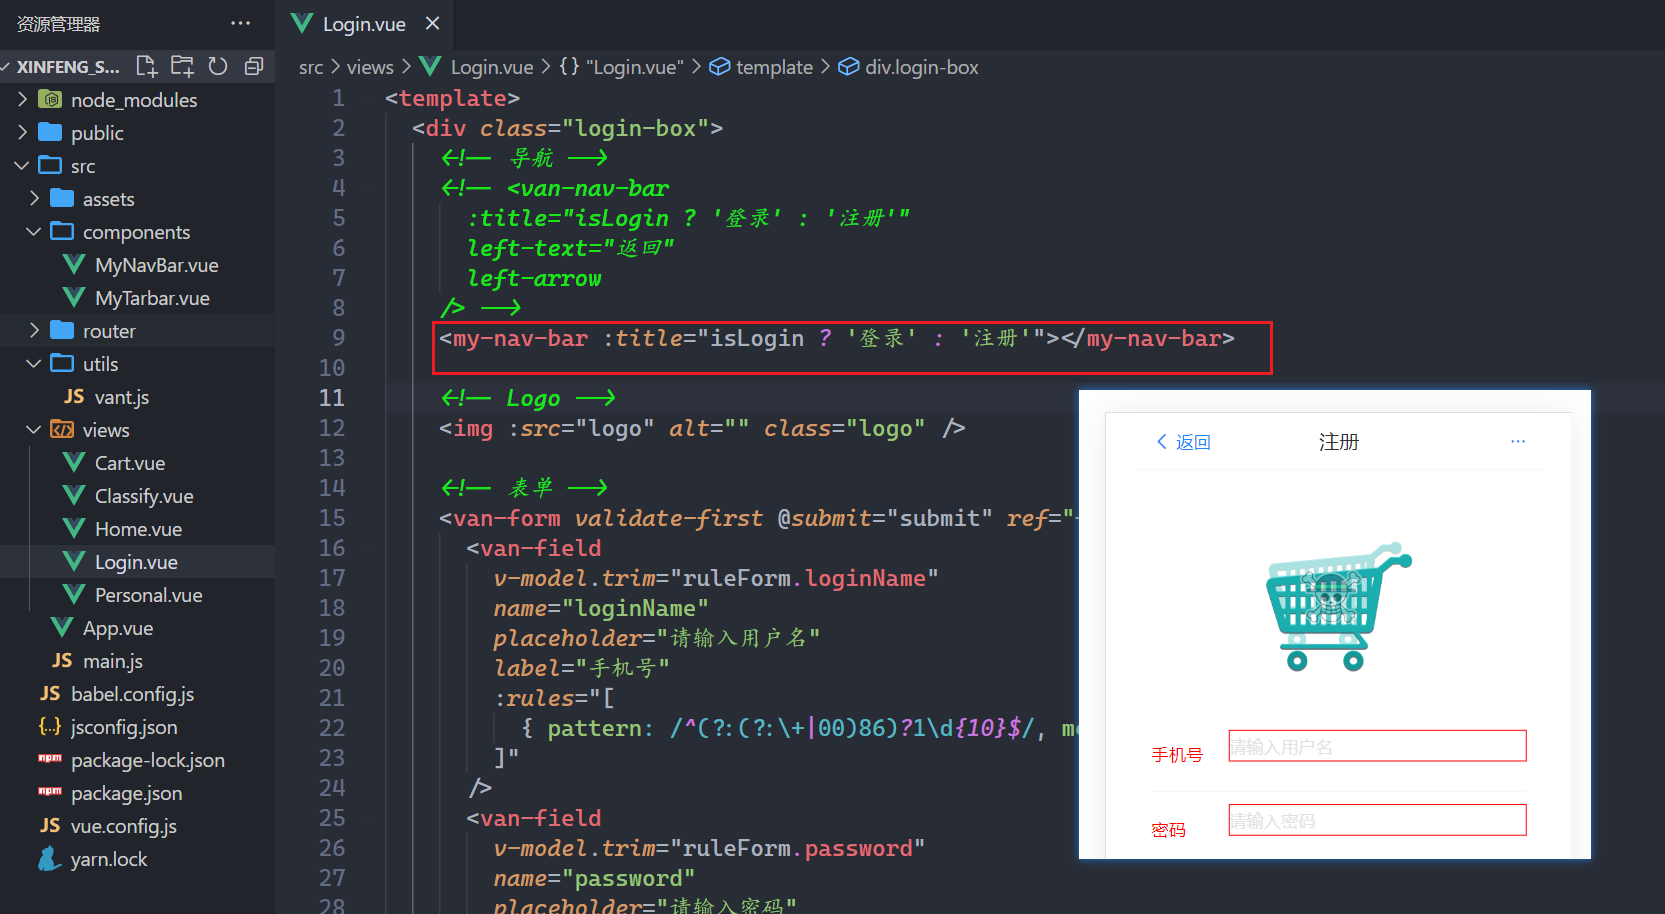 资源管理器 ···
XINFENG_S...
node_modules
public
src
assets
components
MyNavBar.vue
MyTarbar.vue
router
utils
JS vant.js
views
Cart.vue
Classify.vue
Home.vue
Login.vue
Personal.vue
App.vue
JS main.js
JS babel.config.js
{..} jsconfig.json
npm package-lock.json
npm package.json
JS vue.config.js
yarn.lock
Login.vue ×
src > views > Login.vue > {} "Login.vue" > template > div.login-box
1 <template>
2 <div class="login-box">
3 <!-- 导航 -->
4 <!-- <van-nav-bar
5 :title="isLogin ? '登录' : '注册'"
6 left-text="返回"
7 left-arrow
8 /> -->
9 <my-nav-bar :title="isLogin ? '登录' : '注册'"></my-nav-bar>
10
11 <!-- Logo -->
12 <img :src="logo" alt="" class="logo" />
13
14 <!-- 表单 -->
15 <van-form validate-first @submit="submit" ref="
16 <van-field
17 v-model.trim="ruleForm.loginName"
18 name="loginName"
19 placeholder="请输入用户名"
20 label="手机号"
21 :rules="[
22 { pattern: /^(?:(?:\+|00)86)?1\d{10}$/, m
23 ]"
24 />
25 <van-field
26 v-model.trim="ruleForm.password"
27 name="password"
28 placeholder="请输入密码"
返回 注册 ···
手机号 请输入用户名
密码 请输入密码